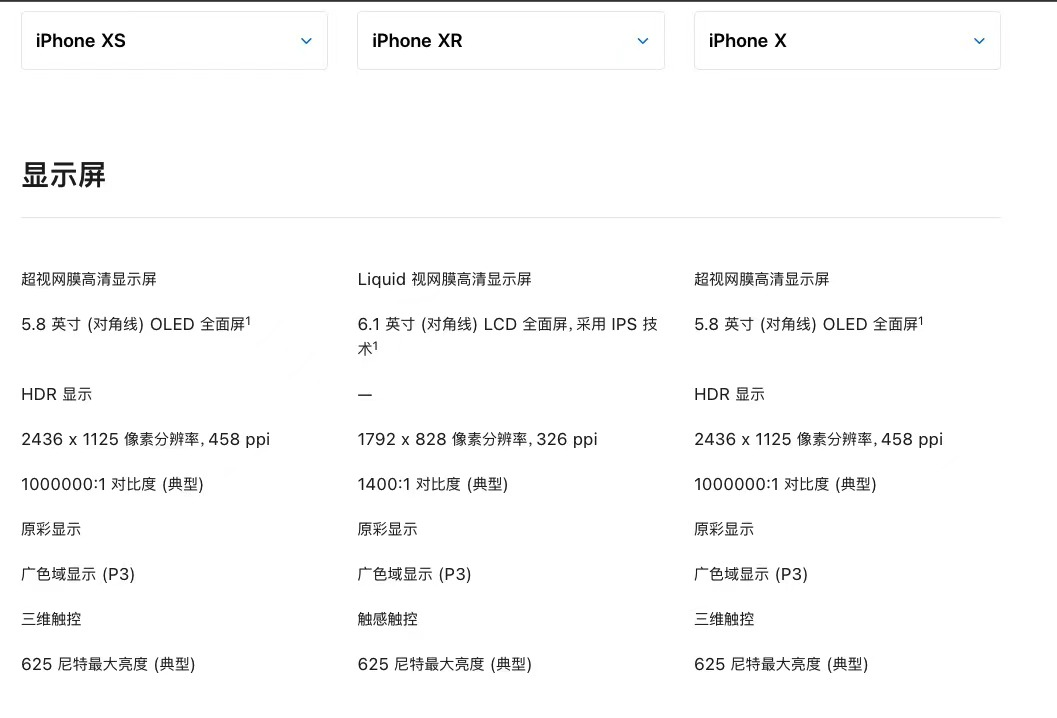 iPhone XS
iPhone XR
iPhone X
显示屏
超视网膜高清显示屏
Liquid 视网膜高清显示屏
超视网膜高清显示屏
5.8 英寸 (对角线) OLED 全面屏¹
6.1 英寸 (对角线) LCD 全面屏, 采用 IPS 技
术¹
5.8 英寸 (对角线) OLED 全面屏¹
HDR 显示
—
HDR 显示
2436 x 1125 像素分辨率, 458 ppi
1792 x 828 像素分辨率, 326 ppi
2436 x 1125 像素分辨率, 458 ppi
1000000:1 对比度 (典型)
1400:1 对比度 (典型)
1000000:1 对比度 (典型)
原彩显示
原彩显示
原彩显示
广色域显示 (P3)
广色域显示 (P3)
广色域显示 (P3)
三维触控
触感触控
三维触控
625 尼特最大亮度 (典型)
625 尼特最大亮度 (典型)
625 尼特最大亮度 (典型)